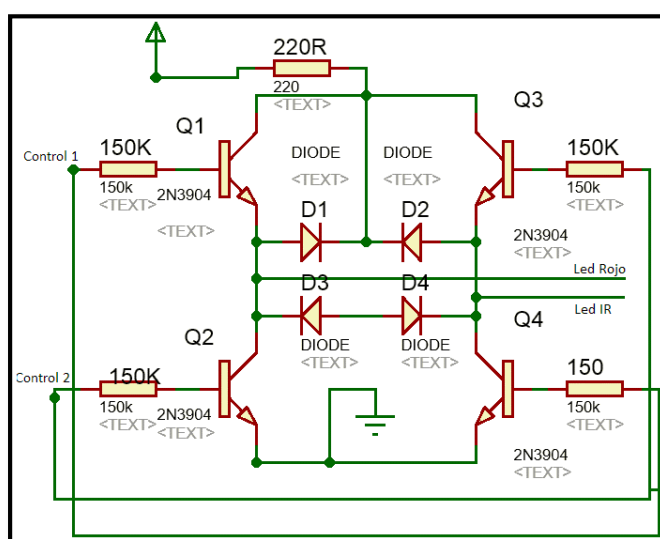 220R
220
<TEXT>
Q1
Q3
Control 1
150K
150k
<TEXT>
2N3904
<TEXT>
DIODE
<TEXT>
DIODE
<TEXT>
150K
150k
<TEXT>
D1
D2
2N3904
<TEXT>
Led Rojo
D3
D4
Led IR
Q2
Q4
DIODE
<TEXT>
DIODE
<TEXT>
Control 2
150K
150k
<TEXT>
2N3904
<TEXT>
150
150k
<TEXT>
2N3904
<TEXT>